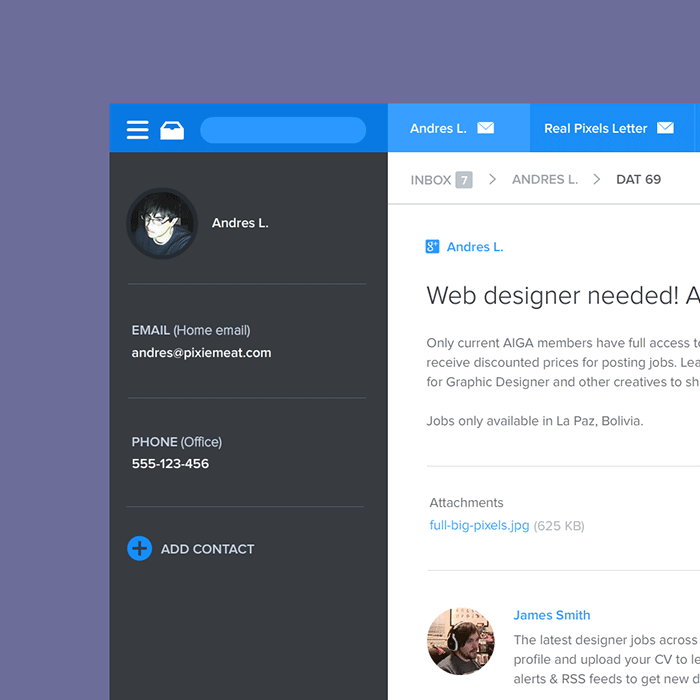 Andres L.
Real Pixels Letter
INBOX 7 > ANDRES L. > DAT 69
Andres L.
EMAIL (Home email)
andres@pixiemeat.com
PHONE (Office)
555-123-456
ADD CONTACT
g+ Andres L.
Web designer needed! A
Only current AIGA members have full access to
receive discounted prices for posting jobs. Lea
for Graphic Designer and other creatives to sh
Jobs only available in La Paz, Bolivia.
Attachments
full-big-pixels.jpg (625 KB)
James Smith
The latest designer jobs across
profile and upload your CV to le
alerts & RSS feeds to get new d